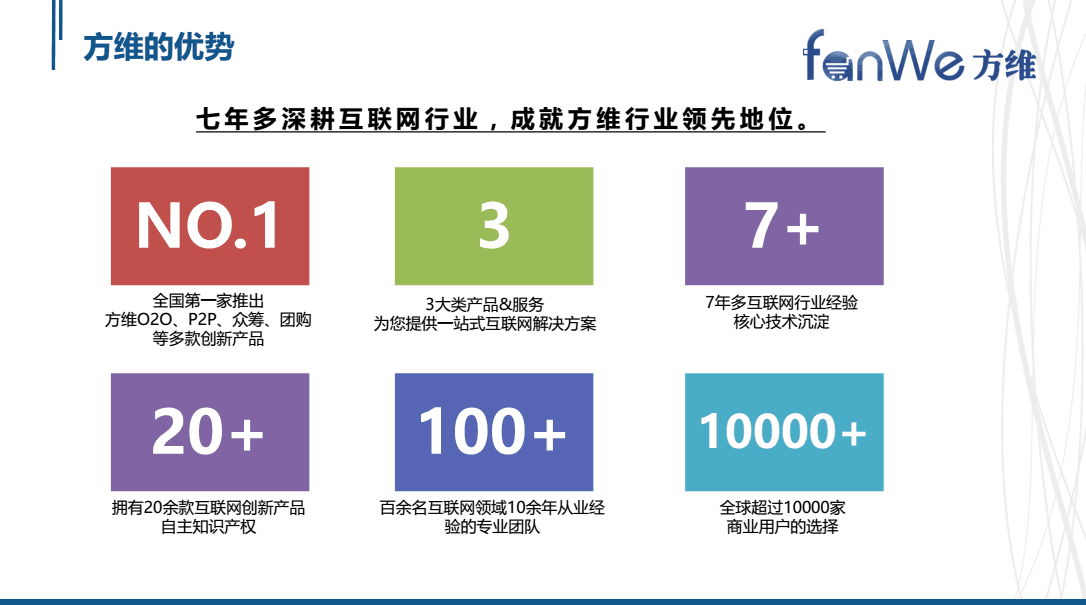 方维的优势
fanWe 方维
七年多深耕互联网行业，成就方维行业领先地位。
NO.1
全国第一家推出
方维O2O、P2P、众筹、团购
等多款创新产品
3
3大类产品&服务
为您提供一站式互联网解决方案
7+
7年多互联网行业经验
核心技术沉淀
20+
拥有20余款互联网创新产品
自主知识产权
100+
百余名互联网领域10余年从业经
验的专业团队
10000+
全球超过10000家
商业用户的选择